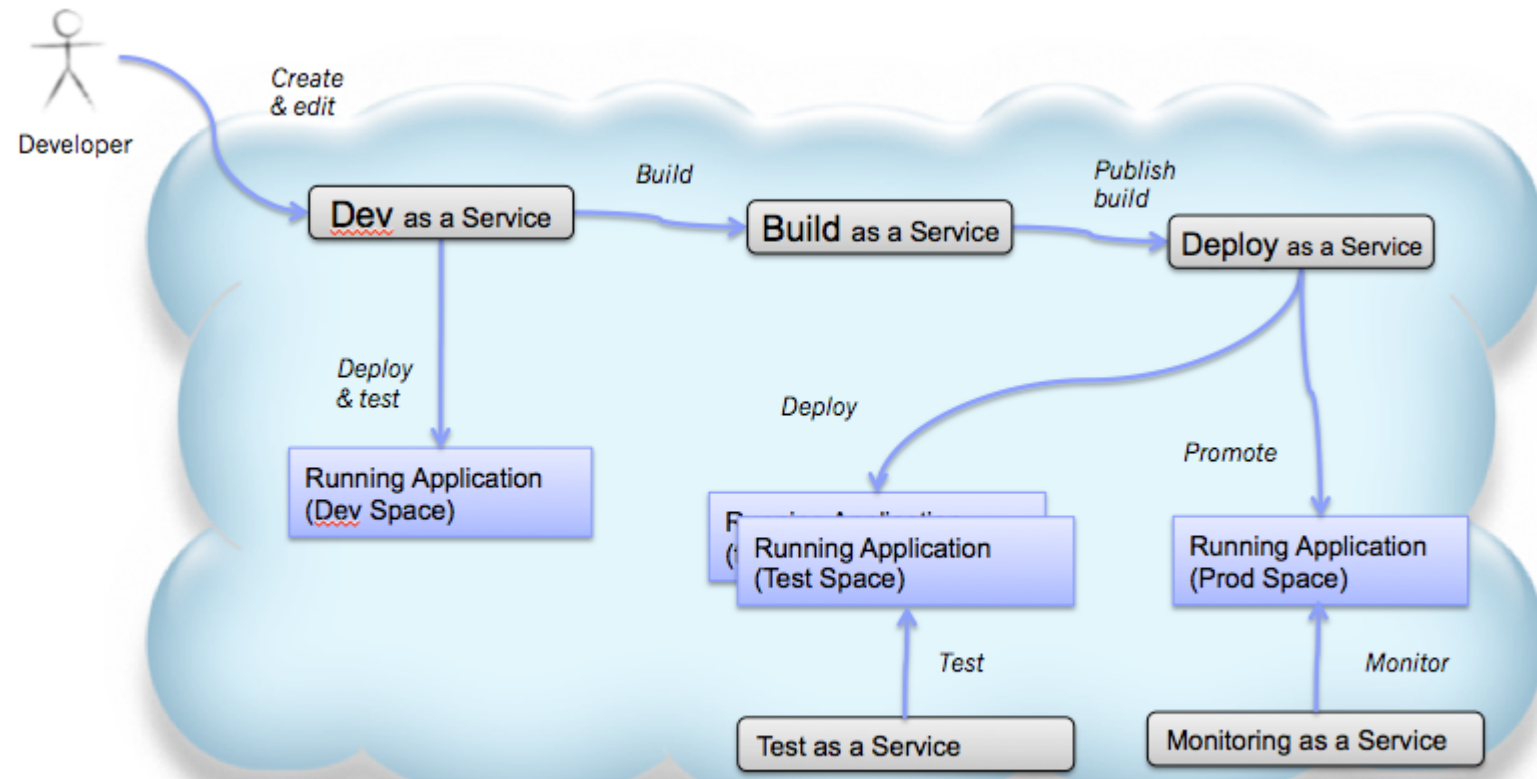 Create
& edit
Developer
Build
Publish
build
Dev as a Service
Build as a Service
Deploy as a Service
Deploy
& test
Deploy
Promote
Running Application
(Dev Space)
Running Application
(Test Space)
Running Application
(Prod Space)
Test
Monitor
Test as a Service
Monitoring as a Service